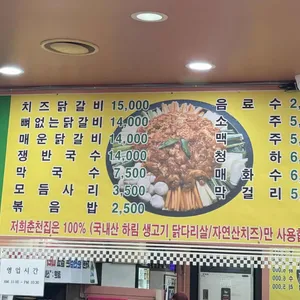 치즈닭갈비 15,000
뼈없는닭갈비 14,000
매운닭갈비 14,000
쟁반국수 14,000
막국수 7,500
모듬사리 3,500
볶음밥 2,500
음료수 2,
소주
맥주
청하 6
매화수 6
막걸리
저희춘천집은 100% (국내산 하림 생고기 닭다리살/자연산치즈)만 사용합
영업시간